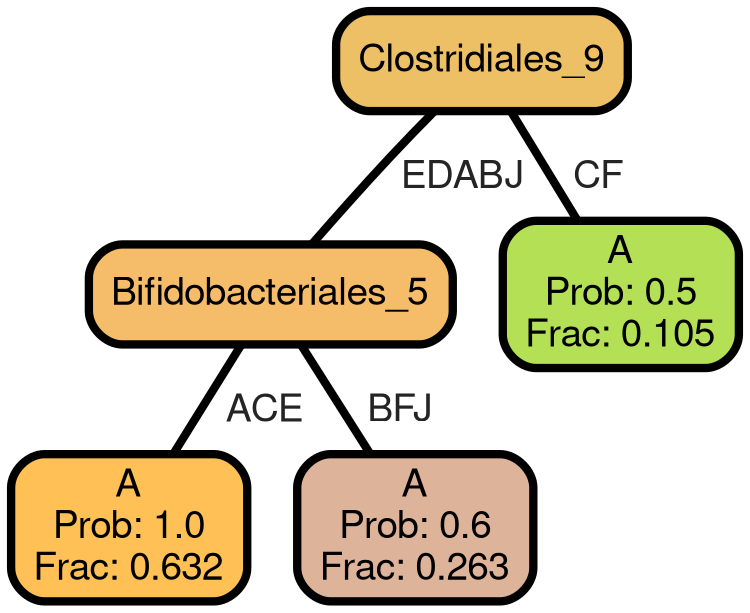 Clostridiales_9
EDABJ
CF
A
Prob: 0.5
Frac: 0.105
Bifidobacteriales_5
ACE
BFJ
A
Prob: 1.0
Frac: 0.632
A
Prob: 0.6
Frac: 0.263